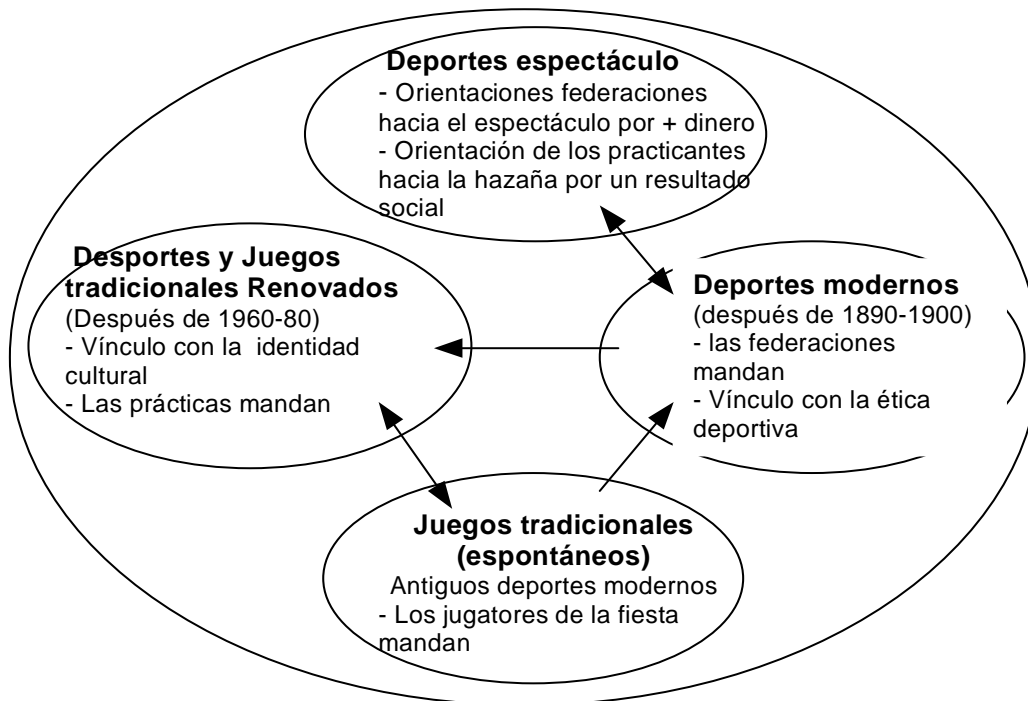 Deportes espectáculo
- Orientaciones federaciones
hacia el espectáculo por + dinero
- Orientación de los practicantes
hacia la hazaña por un resultado
social
Desportes y Juegos
tradicionales Renovados
(Después de 1960-80)
- Vínculo con la identidad
cultural
- Las prácticas mandan
Deportes modernos
(después de 1890-1900)
- las federaciones
mandan
- Vínculo con la ética
deportiva
Juegos tradicionales
(espontáneos)
Antiguos deportes modernos
- Los jugatores de la fiesta
mandan